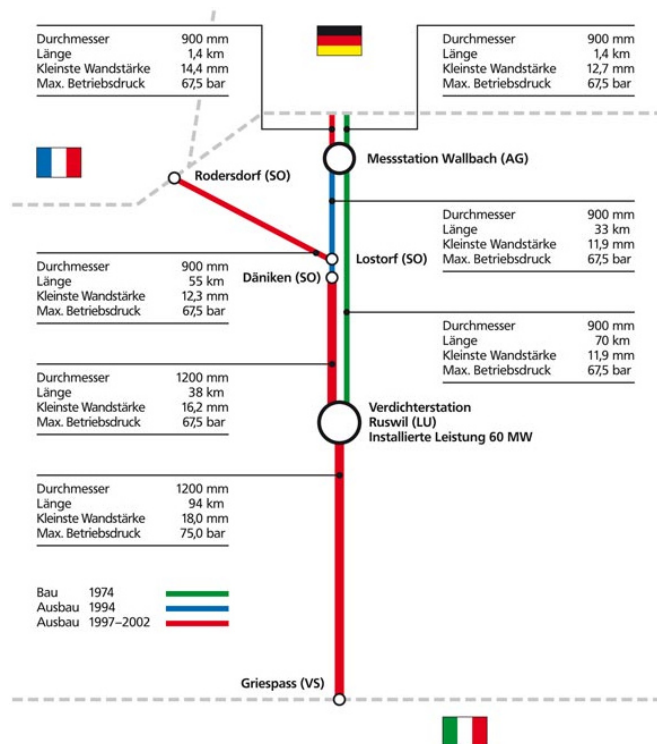 Durchmesser 900 mm
Länge 1,4 km
Kleinste Wandstärke 14,4 mm
Max. Betriebsdruck 67,5 bar
Durchmesser 900 mm
Länge 1,4 km
Kleinste Wandstärke 12,7 mm
Max. Betriebsdruck 67,5 bar
Messstation Wallbach (AG)
Rodersdorf (SO)
Durchmesser 900 mm
Länge 33 km
Kleinste Wandstärke 11,9 mm
Max. Betriebsdruck 67,5 bar
Lostorf (SO)
Däniken (SO)
Durchmesser 900 mm
Länge 55 km
Kleinste Wandstärke 12,3 mm
Max. Betriebsdruck 67,5 bar
Durchmesser 900 mm
Länge 70 km
Kleinste Wandstärke 11,9 mm
Max. Betriebsdruck 67,5 bar
Durchmesser 1200 mm
Länge 38 km
Kleinste Wandstärke 16,2 mm
Max. Betriebsdruck 67,5 bar
Verdichterstation
Ruswil (LU)
Installierte Leistung 60 MW
Durchmesser 1200 mm
Länge 94 km
Kleinste Wandstärke 18,0 mm
Max. Betriebsdruck 75,0 bar
Bau 1974
Ausbau 1994
Ausbau 1997–2002
Griespass (VS)